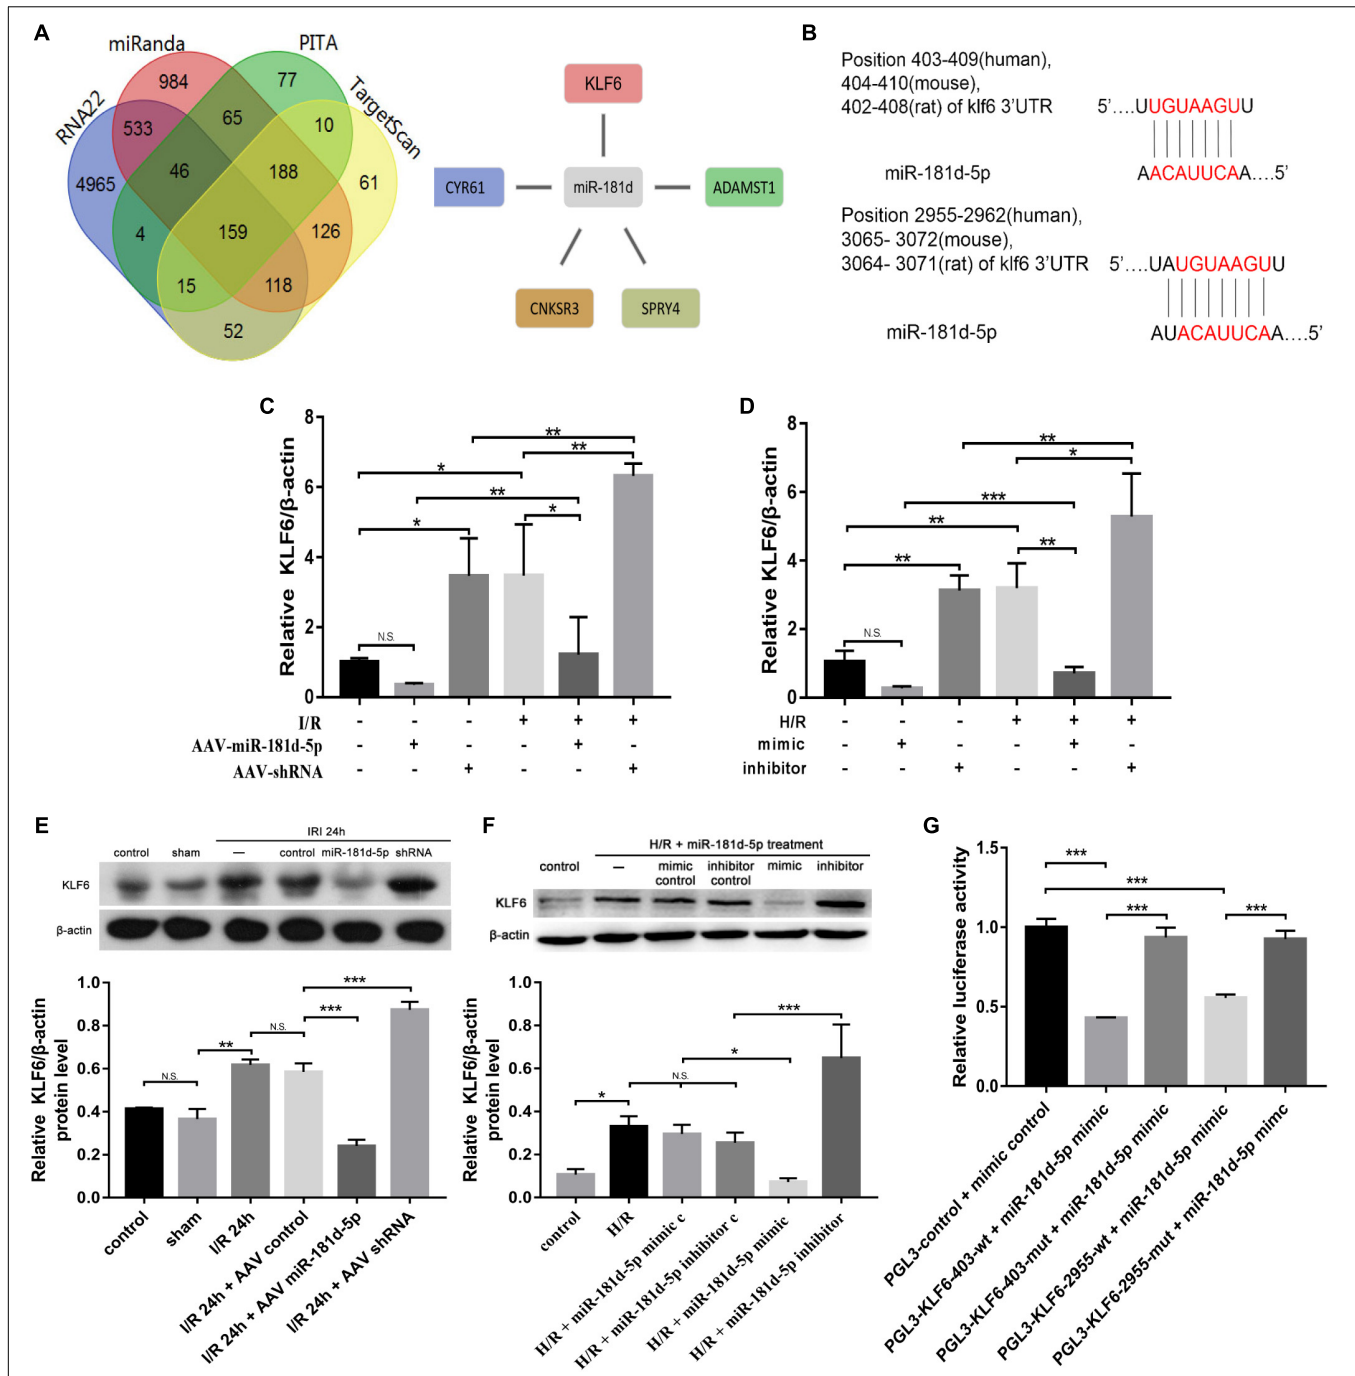 A
miRanda
PITA
RNA22
TargetScan
984
77
533
65
10
4965
46
188
61
4
159
126
15
118
52
KLF6
CYR61
miR-181d
ADAMST1
CNKSR3
SPRY4
B
Position 403-409(human),
404-410(mouse),
402-408(rat) of klf6 3'UTR
5'....UUGUAAGUU
miR-181d-5p
AACAUUCAA....5'
Position 2955-2962(human),
3065- 3072(mouse),
3064- 3071(rat) of klf6 3'UTR
5'....UAUGUAAGUU
miR-181d-5p
AUACAUUCAA....5'
C
Relative KLF6/β-actin
8
6
4
2
0
N.S.
*
*
**
*
**
**
I/R - - - + + +
AAV-miR-181d-5p - + - - + -
AAV-shRNA - - + - - +
D
Relative KLF6/β-actin
8
6
4
2
0
N.S.
**
**
***
**
*
**
H/R - - - + + +
mimic - + - - + -
inhibitor - - + - - +
E
IRI 24h
control sham — control miR-181d-5p shRNA
KLF6
β-actin
Relative KLF6/β-actin
protein level
1.0
0.8
0.6
0.4
0.2
0.0
N.S.
**
N.S.
***
***
control
sham
I/R 24h
I/R 24h + AAV control
I/R 24h + AAV miR-181d-5p
I/R 24h + AAV shRNA
F
H/R + miR-181d-5p treatment
control — mimic control inhibitor control mimic inhibitor
KLF6
β-actin
Relative KLF6/β-actin
protein level
1.0
0.8
0.6
0.4
0.2
0.0
*
N.S.
*
***
control
H/R
H/R + miR-181d-5p mimic c
H/R + miR-181d-5p inhibitor c
H/R + miR-181d-5p mimic
H/R + miR-181d-5p inhibitor
G
Relative luciferase activity
1.5
1.0
0.5
0.0
***
***
***
***
PGL3-control + mimic control
PGL3-KLF6-403-wt + miR-181d-5p mimic
PGL3-KLF6-403-mut + miR-181d-5p mimic
PGL3-KLF6-2955-wt + miR-181d-5p mimic
PGL3-KLF6-2955-mut + miR-181d-5p mimc